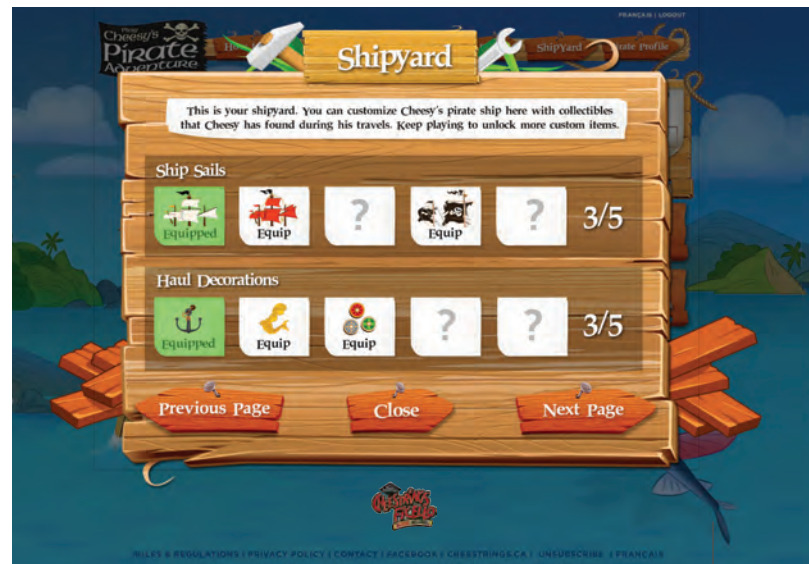 FRANÇAIS | LOGOUT
Cheesy's
Pirate
Adventure
Shipyard
ShipYard
Pirate Profile
This is your shipyard. You can customize Cheesy's pirate ship here with collectibles
that Cheesy has found during his travels. Keep playing to unlock more custom items.
Ship Sails
Equipped
Equip
?
Equip
?
3/5
Haul Decorations
Equipped
Equip
Equip
?
?
3/5
Previous Page
Close
Next Page
RULES & REGULATIONS | PRIVACY POLICY | CONTACT | FACEBOOK | CHEESTRINGS.CA | UNSUBSCRIBE | FRANÇAIS